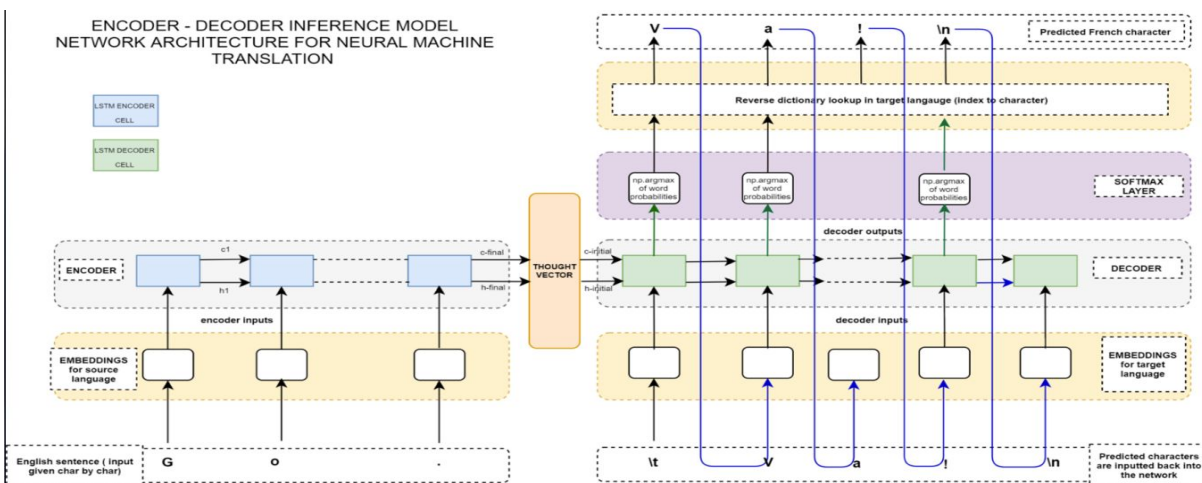 ENCODER - DECODER INFERENCE MODEL
NETWORK ARCHITECTURE FOR NEURAL MACHINE
TRANSLATION
LSTM ENCODER
CELL
LSTM DECODER
CELL
V a ! \n
Predicted French character
Reverse dictionary lookup in target langauge (index to character)
np.argmax
of word
probabilities
np.argmax
of word
probabilities
np.argmax
of word
probabilities
SOFTMAX
LAYER
decoder outputs
ENCODER
c1
h1
c-final
h-final
THOUGHT
VECTOR
c-initial
h-initial
DECODER
encoder inputs
decoder inputs
EMBEDDINGS
for source
language
EMBEDDINGS
for target
language
English sentence ( input
given char by char)
G o .
\t V a ! \n
Predicted characters
are inputted back into
the network